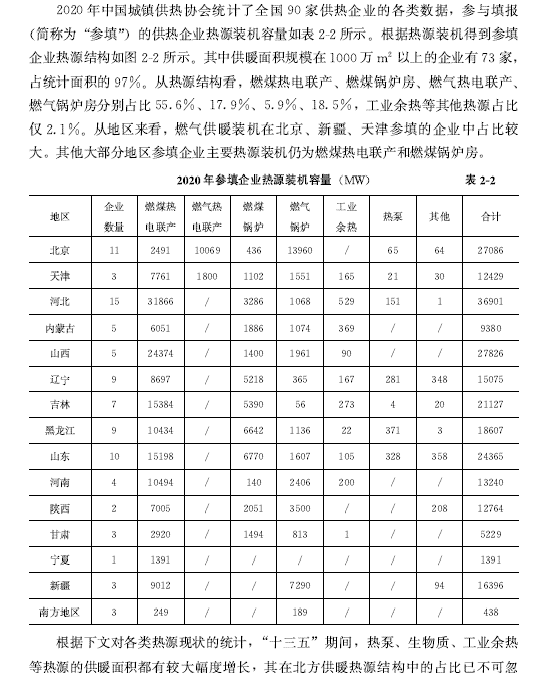 2020 年中国城镇供热协会统计了全国 90 家供热企业的各类数据，参与填报
(简称为 “参填”) 的供热企业热源装机容量如表 2-2 所示。根据热源装机得到参填
企业热源结构如图 2-2 所示。其中供暖面积规模在 1000 万 m² 以上的企业有 73 家，
占统计面积的 97%。从热源结构看，燃煤热电联产、燃煤锅炉房、燃气热电联产、
燃气锅炉房分别占比 55.6%、17.9%、5.9%、18.5%，工业余热等其他热源占比
仅 2.1%。从地区来看，燃气供暖装机在北京、新疆、天津参填的企业中占比较
大。其他大部分地区参填企业主要热源装机仍为燃煤热电联产和燃煤锅炉房。
2020 年参填企业热源装机容量 (MW) 表 2-2
地区 企业数量 燃煤热电联产 燃气热电联产 燃煤锅炉 燃气锅炉 工业余热 热泵 其他 合计
北京 11 2491 10069 436 13960 / 65 64 27086
天津 3 7761 1800 1102 1551 165 21 30 12429
河北 15 31866 / 3286 1068 529 151 1 36901
内蒙古 5 6051 / 1886 1074 369 / / 9380
山西 5 24374 / 1400 1961 90 / / 27826
辽宁 9 8697 / 5218 365 167 281 348 15075
吉林 7 15384 / 5390 56 273 4 20 21127
黑龙江 9 10434 / 6642 1136 22 371 3 18607
山东 10 15198 / 6770 1607 105 328 358 24365
河南 4 10494 / 140 2406 200 / / 13240
陕西 2 7005 / 2051 3500 / / 208 12764
甘肃 3 2920 / 1494 813 1 / / 5229
宁夏 1 1391 / / / / / / 1391
新疆 3 9012 / / 7290 / / 94 16396
南方地区 3 249 / / 189 / / / 438
根据下文对各类热源现状的统计，“十三五” 期间，热泵、生物质、工业余热
等热源的供暖面积都有较大幅度增长，其在北方供暖热源结构中的占比已不可忽